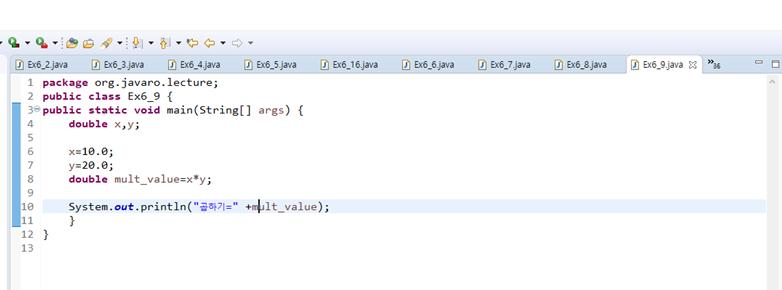 Ex6_2.java Ex6_3.java Ex6_4.java Ex6_5.java Ex6_16.java Ex6_6.java Ex6_7.java Ex6_8.java Ex6_9.java »36
1 package org.javaro.lecture;
2 public class Ex6_9 {
3 public static void main(String[] args) {
4 double x,y;
5
6 x=10.0;
7 y=20.0;
8 double mult_value=x*y;
9
10 System.out.println("곱하기=" +mult_value);
11 }
12 }
13